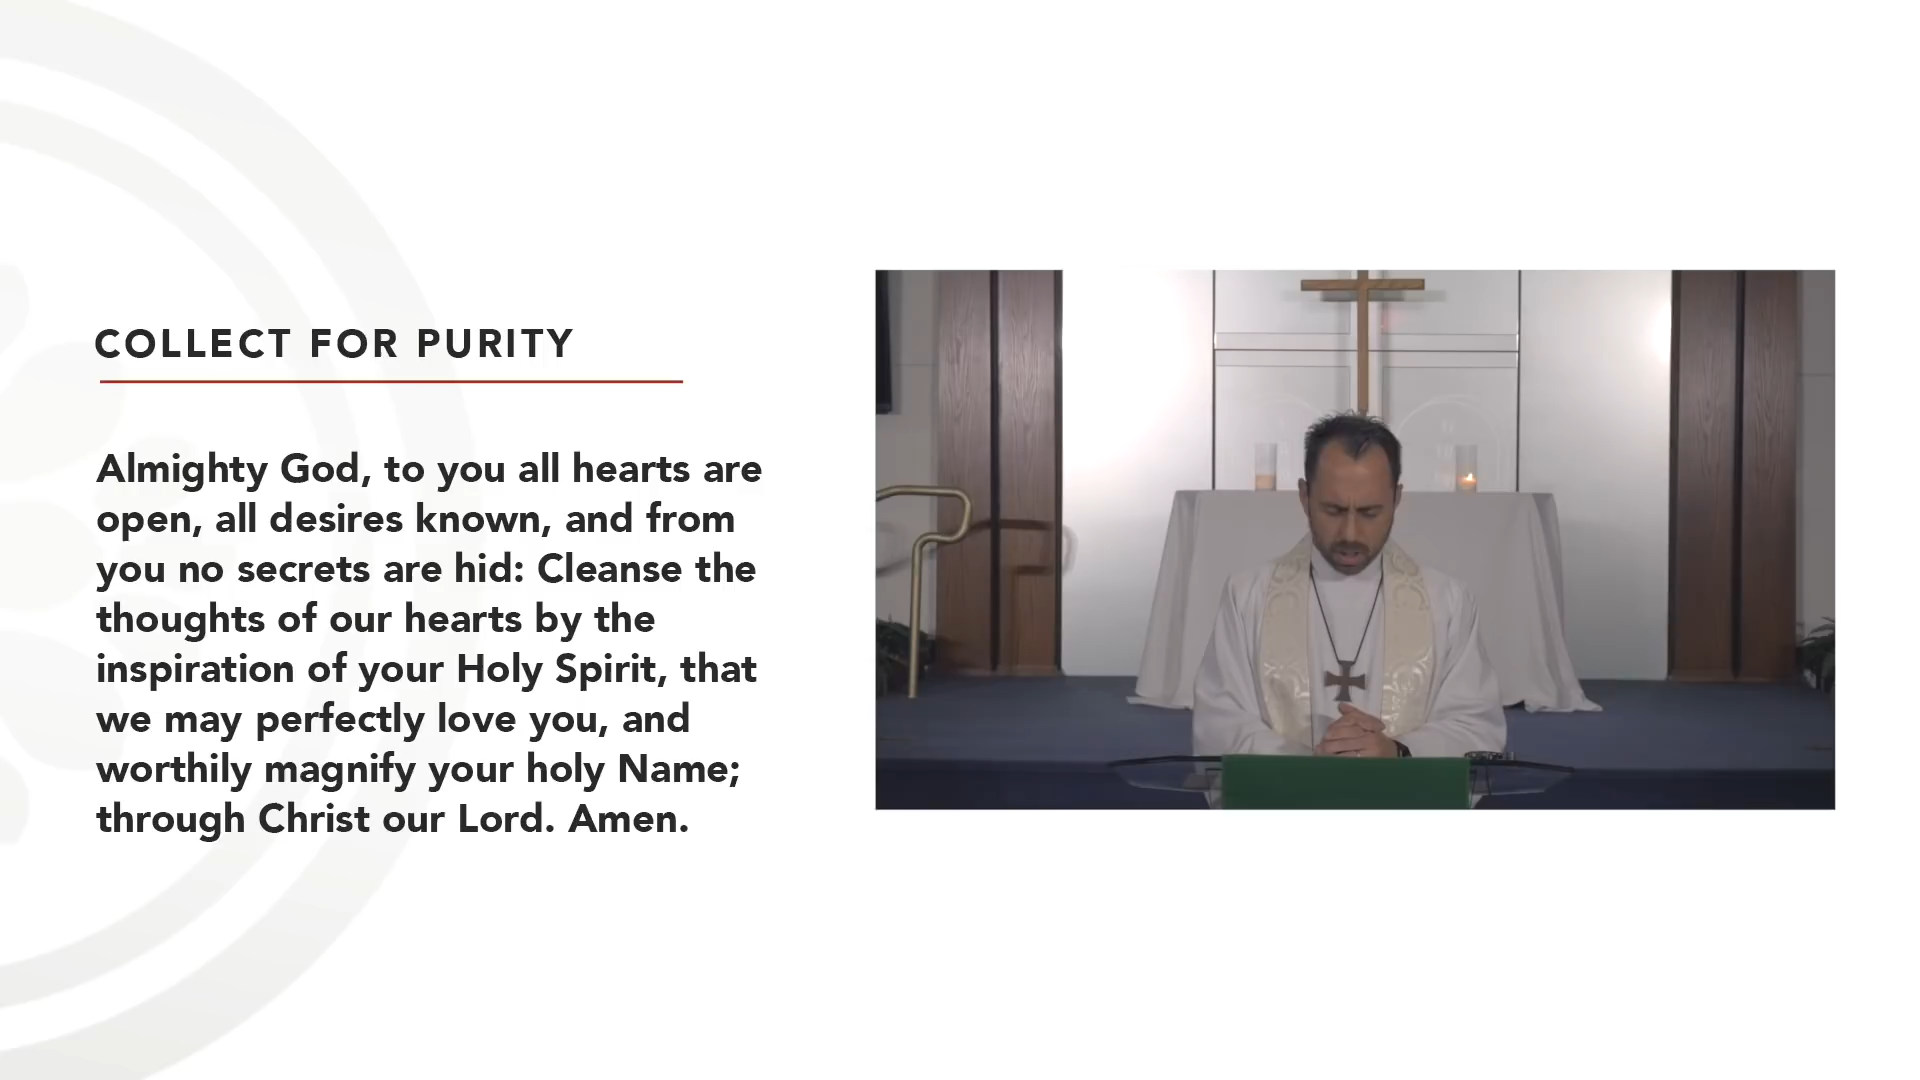 COLLECT FOR PURITY
Almighty God, to you all hearts are
open, all desires known, and from
you no secrets are hid: Cleanse the
thoughts of our hearts by the
inspiration of your Holy Spirit, that
we may perfectly love you, and
worthily magnify your holy Name;
through Christ our Lord. Amen.